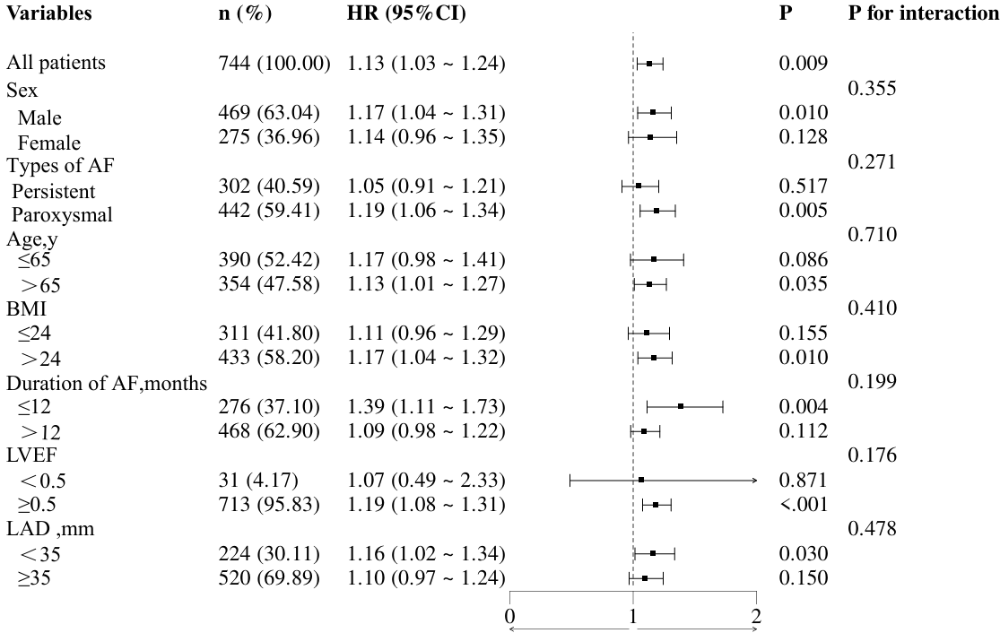 Variables n (%) HR (95%CI) P P for interaction
All patients 744 (100.00) 1.13 (1.03 ~ 1.24) 0.009
Sex 0.355
Male 469 (63.04) 1.17 (1.04 ~ 1.31) 0.010
Female 275 (36.96) 1.14 (0.96 ~ 1.35) 0.128
Types of AF 0.271
Persistent 302 (40.59) 1.05 (0.91 ~ 1.21) 0.517
Paroxysmal 442 (59.41) 1.19 (1.06 ~ 1.34) 0.005
Age,y 0.710
≤65 390 (52.42) 1.17 (0.98 ~ 1.41) 0.086
＞65 354 (47.58) 1.13 (1.01 ~ 1.27) 0.035
BMI 0.410
≤24 311 (41.80) 1.11 (0.96 ~ 1.29) 0.155
＞24 433 (58.20) 1.17 (1.04 ~ 1.32) 0.010
Duration of AF,months 0.199
≤12 276 (37.10) 1.39 (1.11 ~ 1.73) 0.004
＞12 468 (62.90) 1.09 (0.98 ~ 1.22) 0.112
LVEF 0.176
＜0.5 31 (4.17) 1.07 (0.49 ~ 2.33) 0.871
≥0.5 713 (95.83) 1.19 (1.08 ~ 1.31) <.001
LAD ,mm 0.478
＜35 224 (30.11) 1.16 (1.02 ~ 1.34) 0.030
≥35 520 (69.89) 1.10 (0.97 ~ 1.24) 0.150
0 1 2